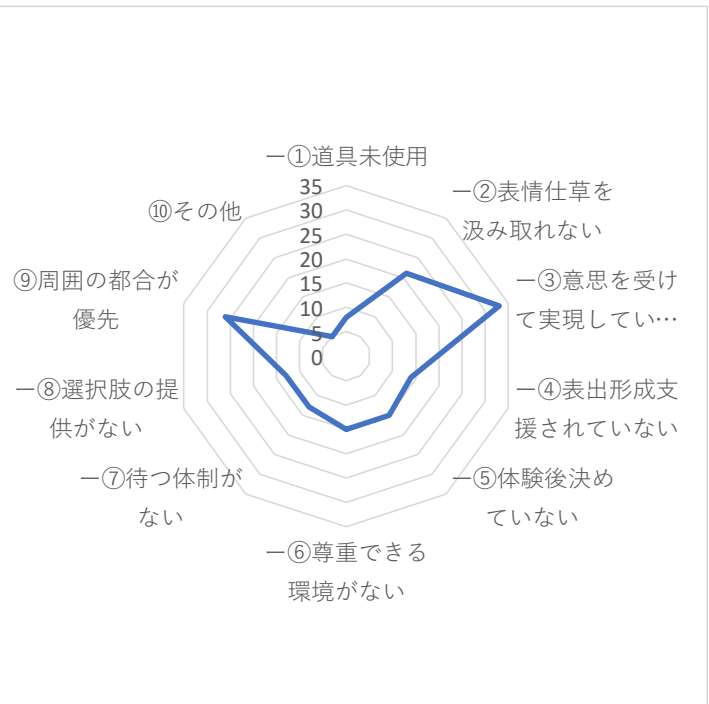 ー①道具未使用
ー②表情仕草を
汲み取れない
ー③意思を受け
て実現してい…
ー④表出形成支
援されていない
ー⑤体験後決め
ていない
ー⑥尊重できる
環境がない
ー⑦待つ体制が
ない
ー⑧選択肢の提
供がない
⑨周囲の都合が
優先
⑩その他
35
30
25
20
15
10
5
0